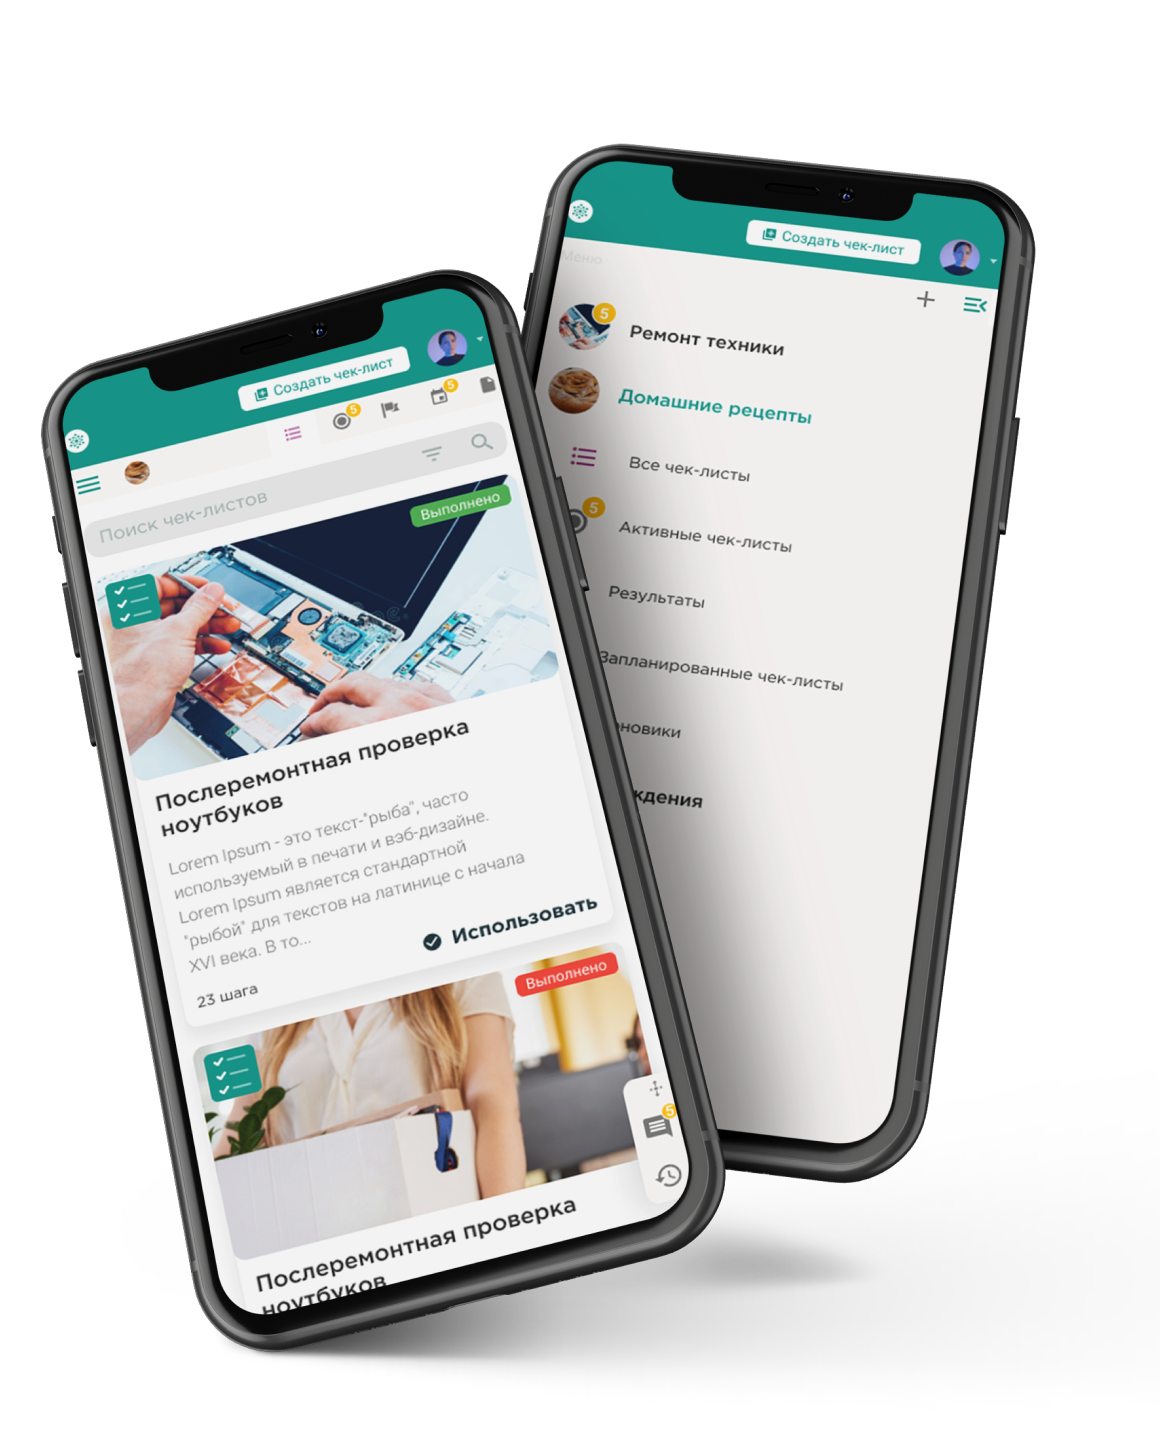 Создать чек-лист
5
Поиск чек-листов
Выполнено
Послеремонтная проверка
ноутбуков
Lorem Ipsum - это текст-"рыба", часто
используемый в печати и вэб-дизайне.
Lorem Ipsum является стандартной
"рыбой" для текстов на латинице с начала
XVI века. В то...
Использовать
23 шага
Выполнено
5
Послеремонтная проверка
ноутбуков
Создать чек-лист
Меню
5
Ремонт техники
Домашние рецепты
Все чек-листы
5
Активные чек-листы
Результаты
Запланированные чек-листы
5
новики
ждения